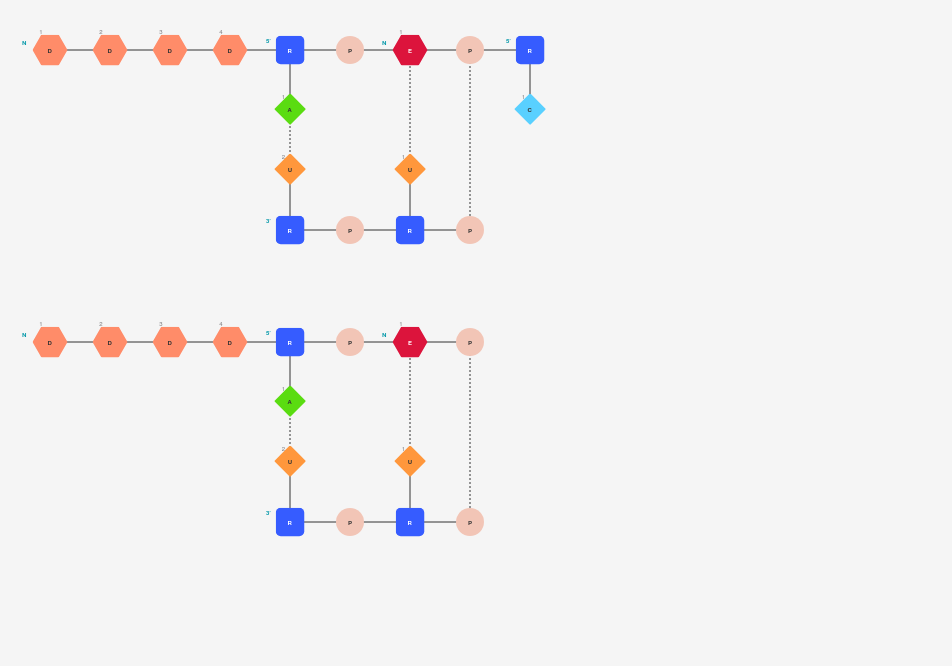 1 2 3 4 1
N D D D D 5' R P N E P 5' R
1 A 1 C
2 U 1 U
3' R P R P
1 2 3 4 1
N D D D D 5' R P N E P
1 A
2 U 1 U
3' R P R P